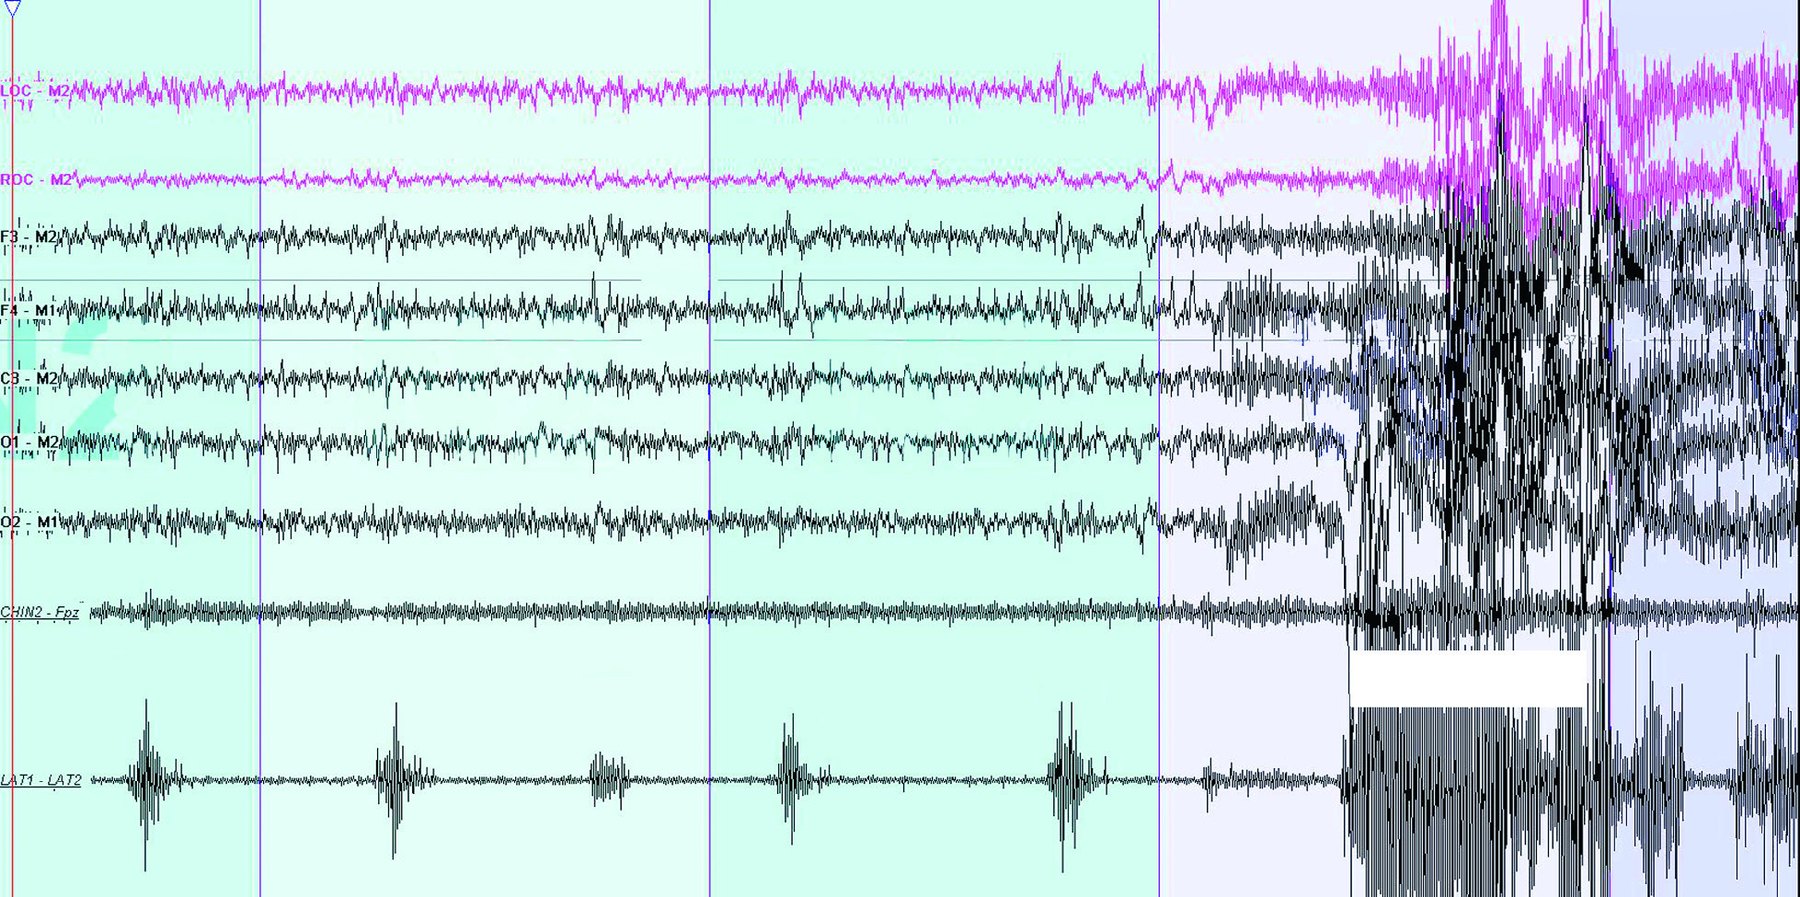 LOC - M2
ROC - M2
F3 - M2
F4 - M1
C3 - M2
O1 - M2
O2 - M1
CHIN2 - Fpz
LAT1 - LAT2